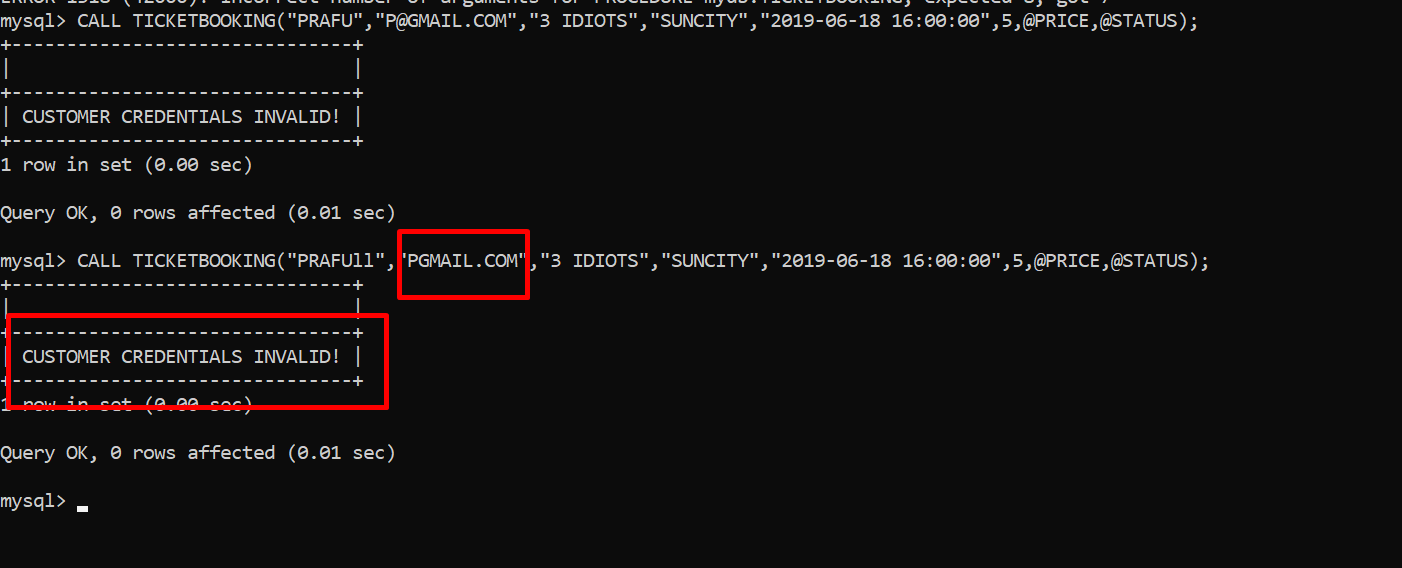 mysql> CALL TICKETBOOKING("PRAFU","P@GMAIL.COM","3 IDIOTS","SUNCITY","2019-06-18 16:00:00",5,@PRICE,@STATUS);
+-------------------------------+
|                               |
+-------------------------------+
| CUSTOMER CREDENTIALS INVALID! |
+-------------------------------+
1 row in set (0.00 sec)
Query OK, 0 rows affected (0.01 sec)
mysql> CALL TICKETBOOKING("PRAFUll","PGMAIL.COM","3 IDIOTS","SUNCITY","2019-06-18 16:00:00",5,@PRICE,@STATUS);
+-------------------------------+
|                               |
+-------------------------------+
| CUSTOMER CREDENTIALS INVALID! |
+-------------------------------+
1 row in set (0.00 sec)
Query OK, 0 rows affected (0.01 sec)
mysql>